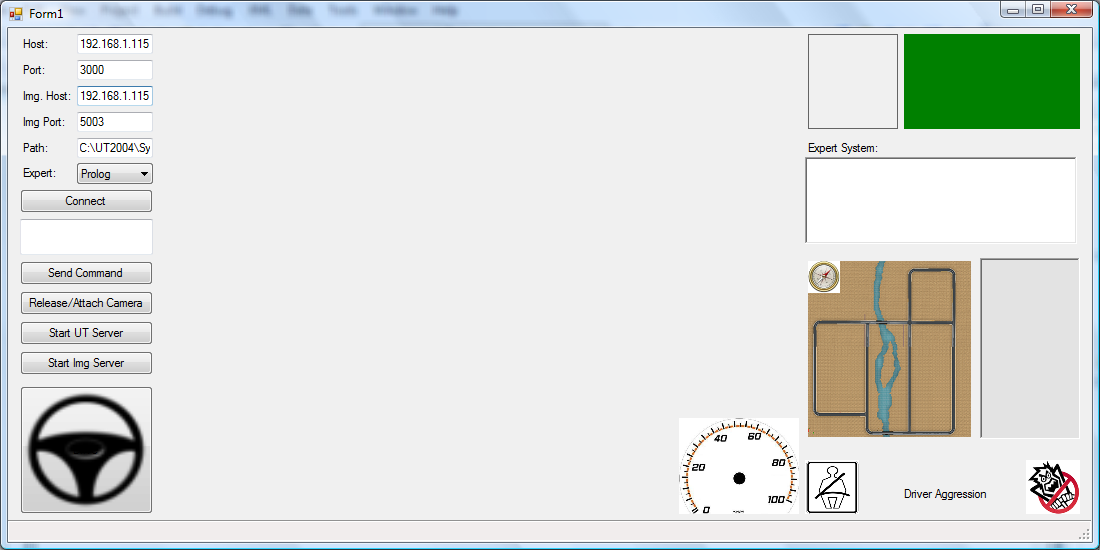 Form1
Host: 192.168.1.115
Port: 3000
Img. Host: 192.168.1.115
Img Port: 5003
Path: C:\UT2004\Sy
Expert: Prolog
Connect
Send Command
Release/Attach Camera
Start UT Server
Start Img Server
Expert System:
0
20
40
60
80
100
Driver Aggression